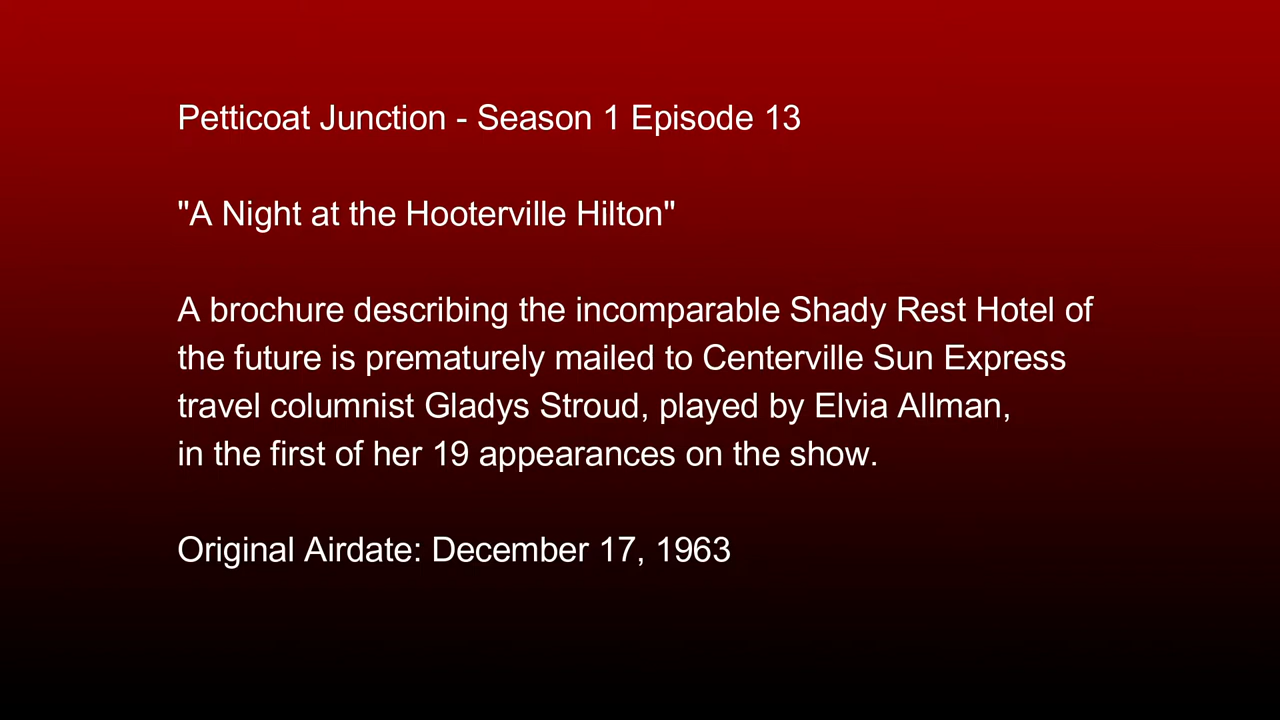 Petticoat Junction - Season 1 Episode 13
"A Night at the Hooterville Hilton"
A brochure describing the incomparable Shady Rest Hotel of
the future is prematurely mailed to Centerville Sun Express
travel columnist Gladys Stroud, played by Elvia Allman,
in the first of her 19 appearances on the show.
Original Airdate: December 17, 1963